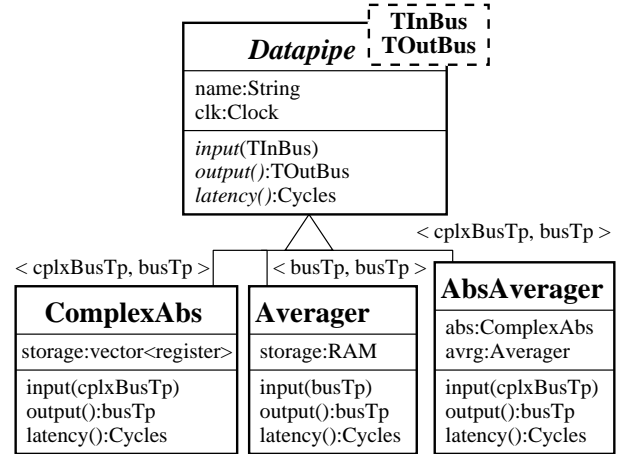 TInBus
TOutBus
Datapipe
name:String
clk:Clock
input(TInBus)
output():TOutBus
latency():Cycles
< cplxBusTp, busTp >
< cplxBusTp, busTp >
< busTp, busTp >
ComplexAbs
storage:vector<register>
input(cplxBusTp)
output():busTp
latency():Cycles
Averager
storage:RAM
input(busTp)
output():busTp
latency():Cycles
AbsAverager
abs:ComplexAbs
avrg:Averager
input(cplxBusTp)
output():busTp
latency():Cycles